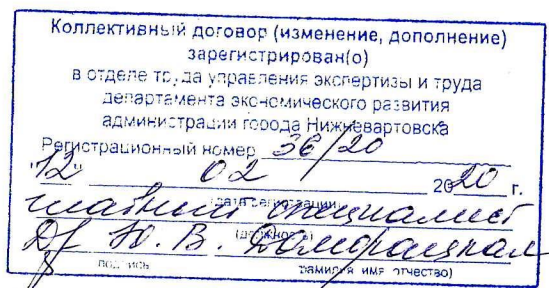 Коллективный договор (изменение, дополнение)
зарегистрирован(о)
в отделе труда управления экспертизы и труда
департамента экономического развития
администрации города Нижневартовска
Регистрационный номер 36/20
"12" 02 2020 г.
(дата регистрации)
главный специалист
(должность)
Ю. В.
подпись фамилия имя отчество)